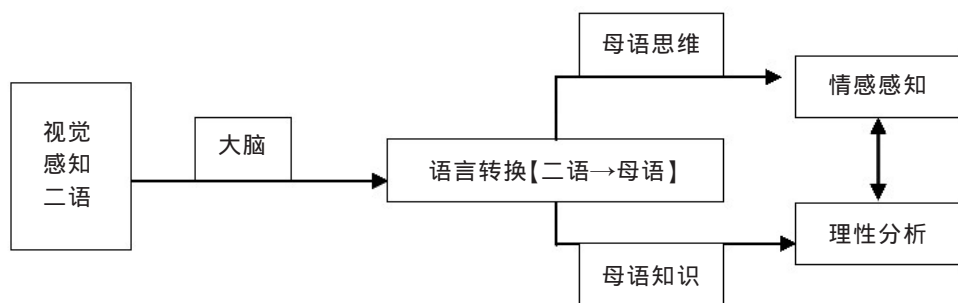 母语思维
情感感知
视觉
感知
二语
大脑
语言转换【二语→母语】
理性分析
母语知识